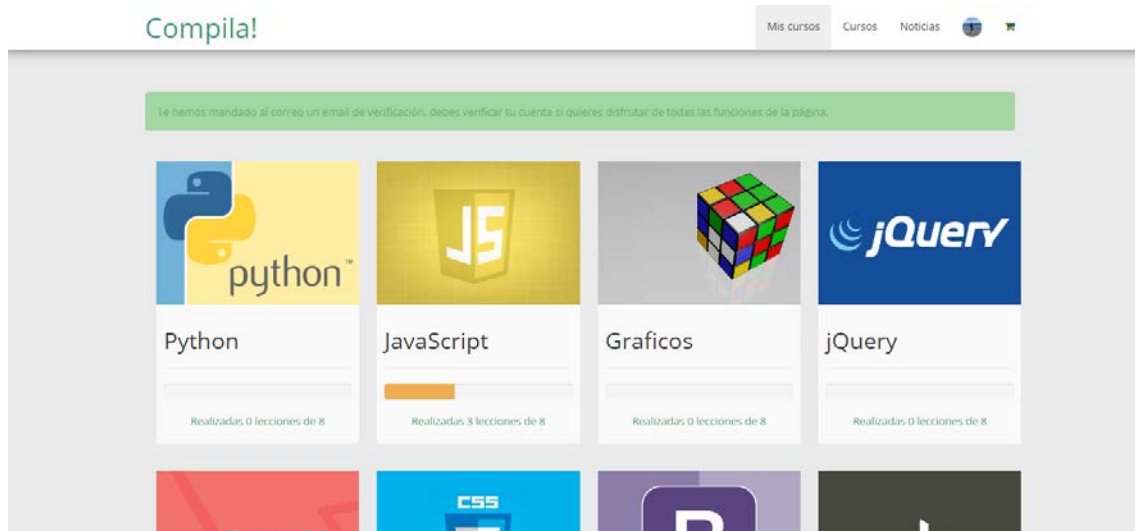 Compila!
Mis cursos Cursos Noticias
Te hemos mandado al correo un email de verificación, debes verificar tu cuenta si quieres disfrutar de todas las funciones de la página.
python™ JS jQuery
Python JavaScript Graficos jQuery
Realizadas 0 lecciones de 8 Realizadas 3 lecciones de 8 Realizadas 0 lecciones de 8 Realizadas 0 lecciones de 8
CSS